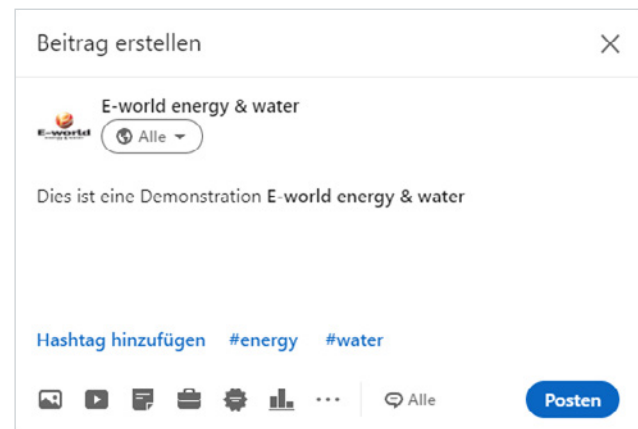 Beitrag erstellen
E-world energy & water
E-world
Alle
Dies ist eine Demonstration E-world energy & water
Hashtag hinzufügen #energy #water
Alle
Posten